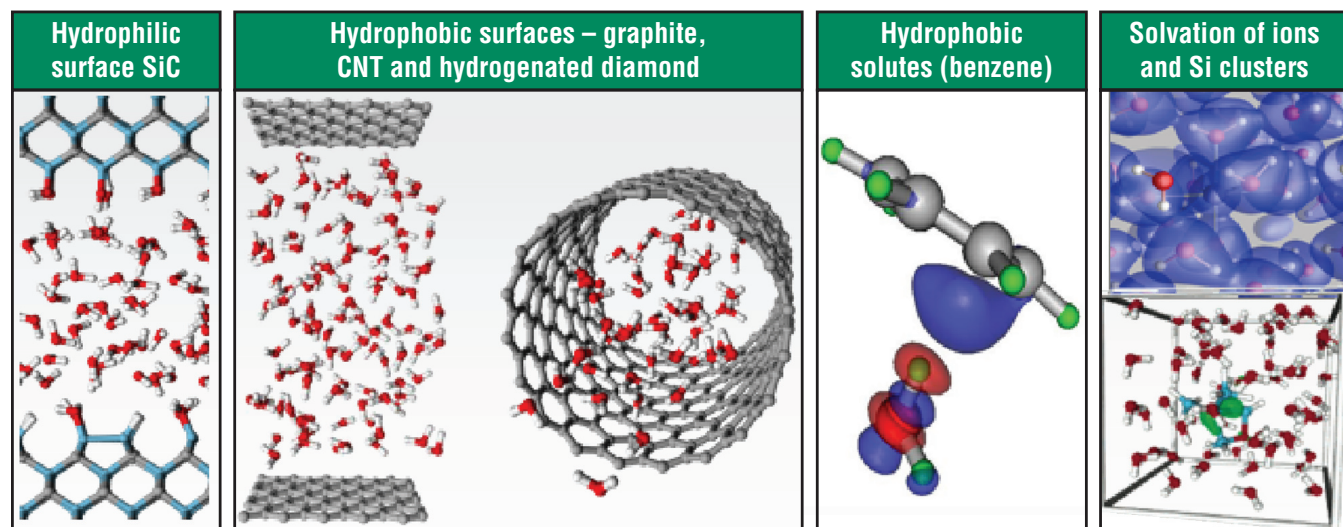 Hydrophilic
surface SiC
Hydrophobic surfaces – graphite,
CNT and hydrogenated diamond
Hydrophobic
solutes (benzene)
Solvation of ions
and Si clusters